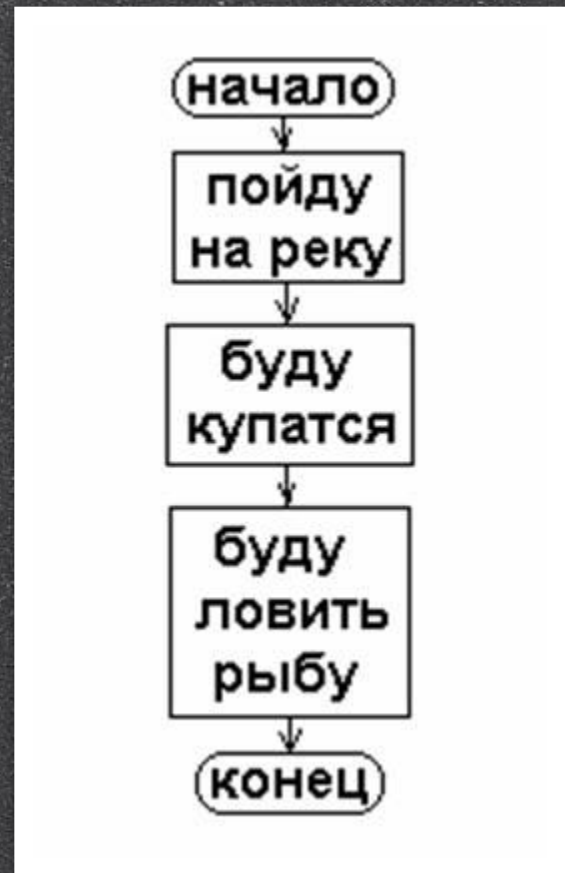 начало
пойду
на реку
буду
купатся
буду
ловить
рыбу
конец